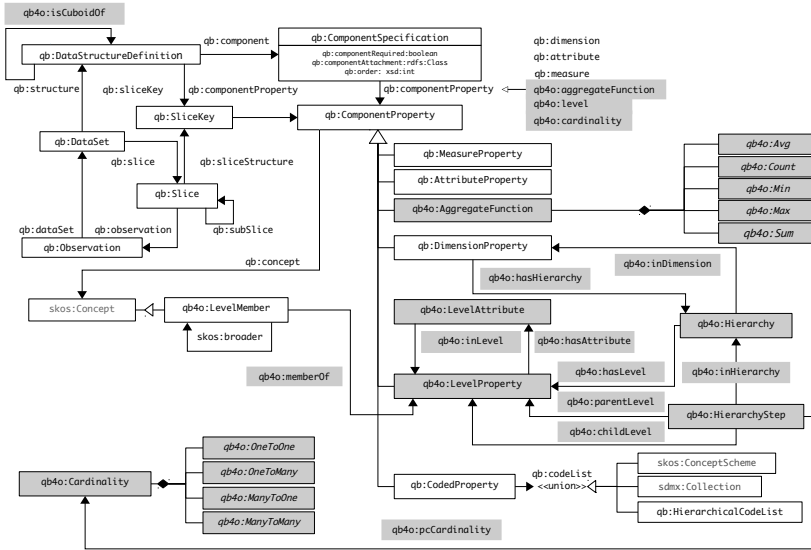 qb4o:isCuboidOf
qb:DataStructureDefinition
qb:component
qb:ComponentSpecification
qb:componentRequired:boolean
qb:componentAttachment:rdfs:Class
qb:order: xsd:int
qb:dimension
qb:attribute
qb:measure
qb4o:aggregateFunction
qb4o:level
qb4o:cardinality
qb:structure
qb:sliceKey
qb:componentProperty
qb:componentProperty
qb:SliceKey
qb:ComponentProperty
qb:DataSet
qb:slice
qb:sliceStructure
qb:MeasureProperty
qb:AttributeProperty
qb4o:AggregateFunction
qb4o:Avg
qb4o:Count
qb4o:Min
qb4o:Max
qb4o:Sum
qb:Slice
qb:subSlice
qb:dataSet
qb:observation
qb:Observation
qb:concept
qb:DimensionProperty
qb4o:inDimension
qb4o:hasHierarchy
skos:Concept
qb4o:LevelMember
skos:broader
qb4o:LevelAttribute
qb4o:Hierarchy
qb4o:inLevel
qb4o:hasAttribute
qb4o:memberOf
qb4o:LevelProperty
qb4o:hasLevel
qb4o:inHierarchy
qb4o:parentLevel
qb4o:HierarchyStep
qb4o:childLevel
qb4o:Cardinality
qb4o:OneToOne
qb4o:OneToMany
qb4o:ManyToOne
qb4o:ManyToMany
qb:CodedProperty
qb:codeList
<<union>>
skos:ConceptScheme
sdmx:Collection
qb:HierarchicalCodeList
qb4o:pcCardinality